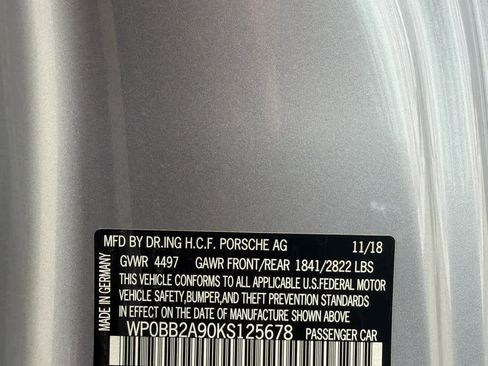 MFD BY DR.ING H.C.F. PORSCHE AG 11/18
GVWR 4497 GAWR FRONT/REAR 1841/2822 LBS
THIS VEHICLE CONFORMS TO ALL APPLICABLE U.S.FEDERAL MOTOR
VEHICLE SAFETY,BUMPER,AND THEFT PREVENTION STANDARDS
IN EFFECT ON THE DATE OF MANUFACTURE SHOWN ABOVE
WP0BB2A90KS125678 PASSENGER CAR
MADE IN GERMANY